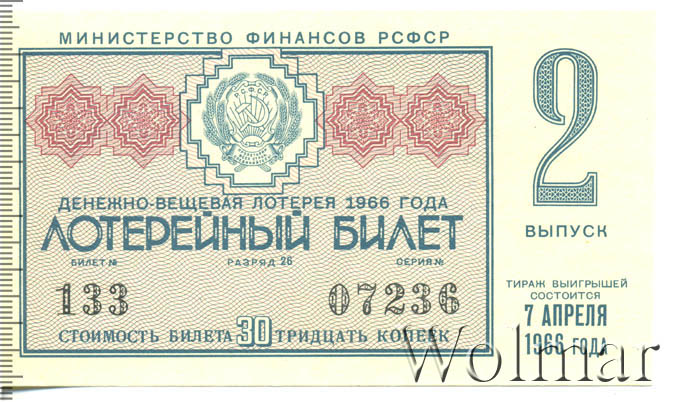 МИНИСТЕРСТВО ФИНАНСОВ РСФСР
РСФСР
ДЕНЕЖНО-ВЕЩЕВАЯ ЛОТЕРЕЯ 1966 ГОДА
ЛОТЕРЕЙНЫЙ БИЛЕТ
БИЛЕТ № РАЗРЯД 26 СЕРИЯ №
133 07236
СТОИМОСТЬ БИЛЕТА 30 ТРИДЦАТЬ КОПЕЕК
2
ВЫПУСК
ТИРАЖ ВЫИГРЫШЕЙ
СОСТОИТСЯ
7 АПРЕЛЯ
1966 ГОДА
Wolmar